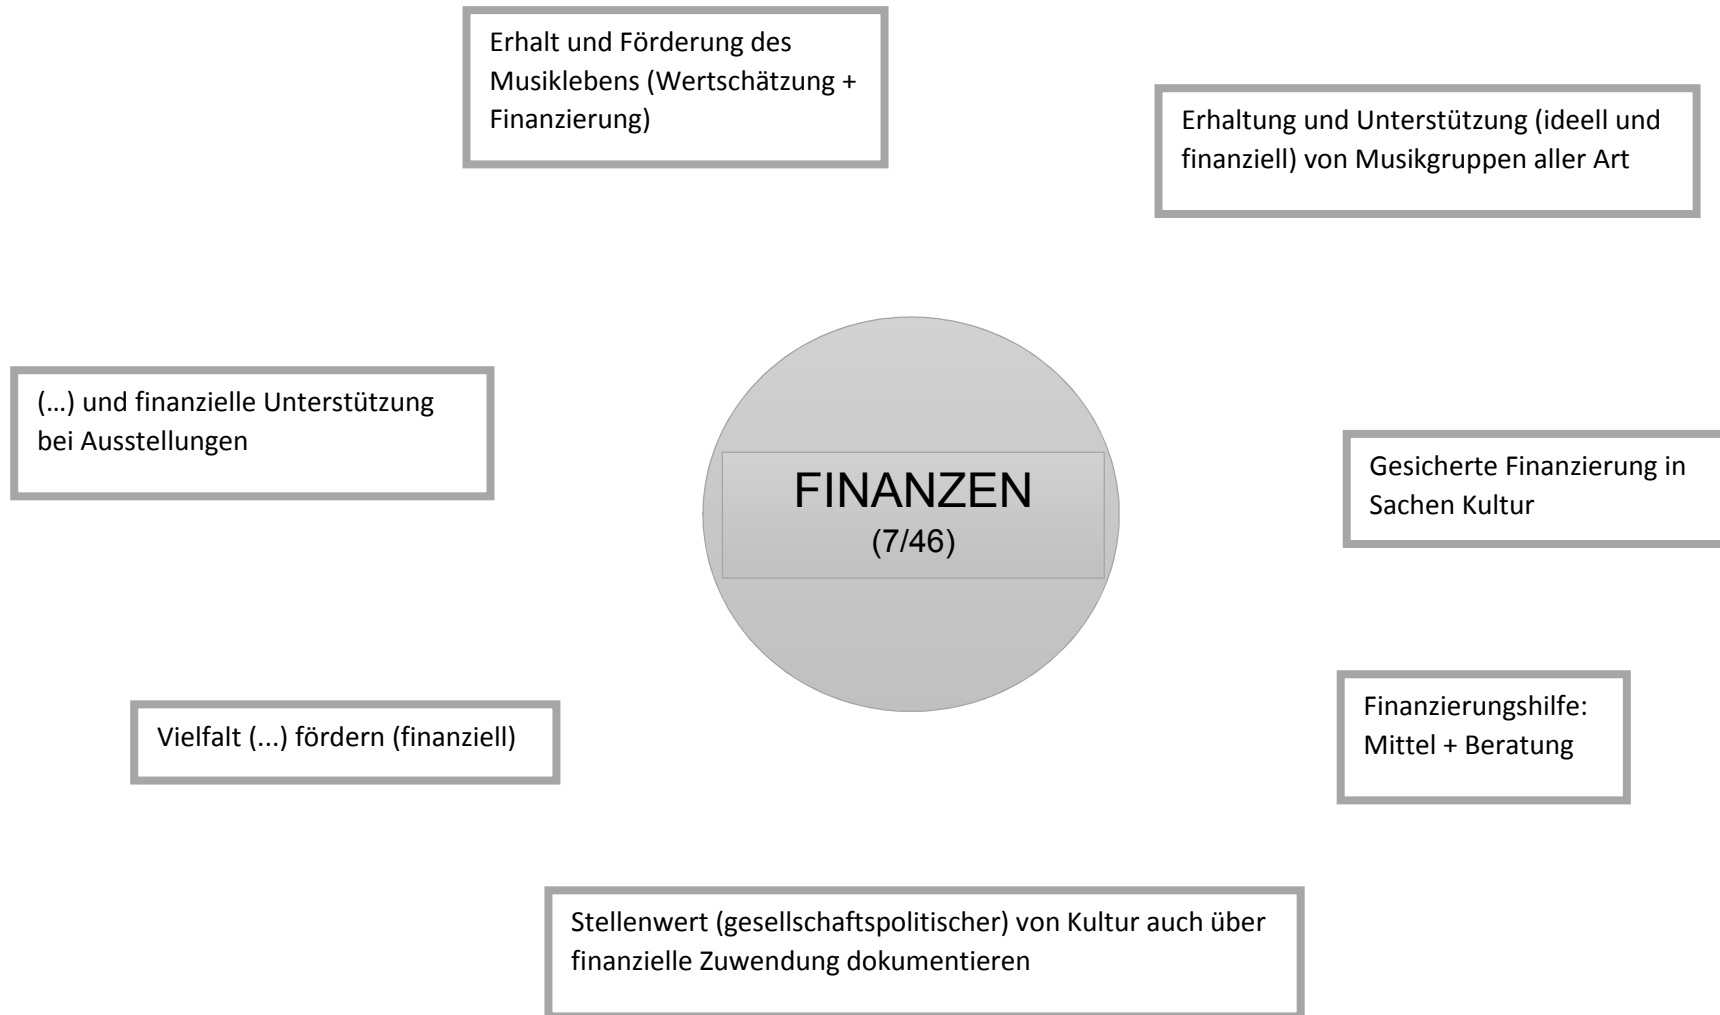 Erhalt und Förderung des
Musiklebens (Wertschätzung +
Finanzierung)
Erhaltung und Unterstützung (ideell und
finanziell) von Musikgruppen aller Art
(...) und finanzielle Unterstützung
bei Ausstellungen
FINANZEN
(7/46)
Gesicherte Finanzierung in
Sachen Kultur
Finanzierungshilfe:
Mittel + Beratung
Vielfalt (...) fördern (finanziell)
Stellenwert (gesellschaftspolitischer) von Kultur auch über
finanzielle Zuwendung dokumentieren